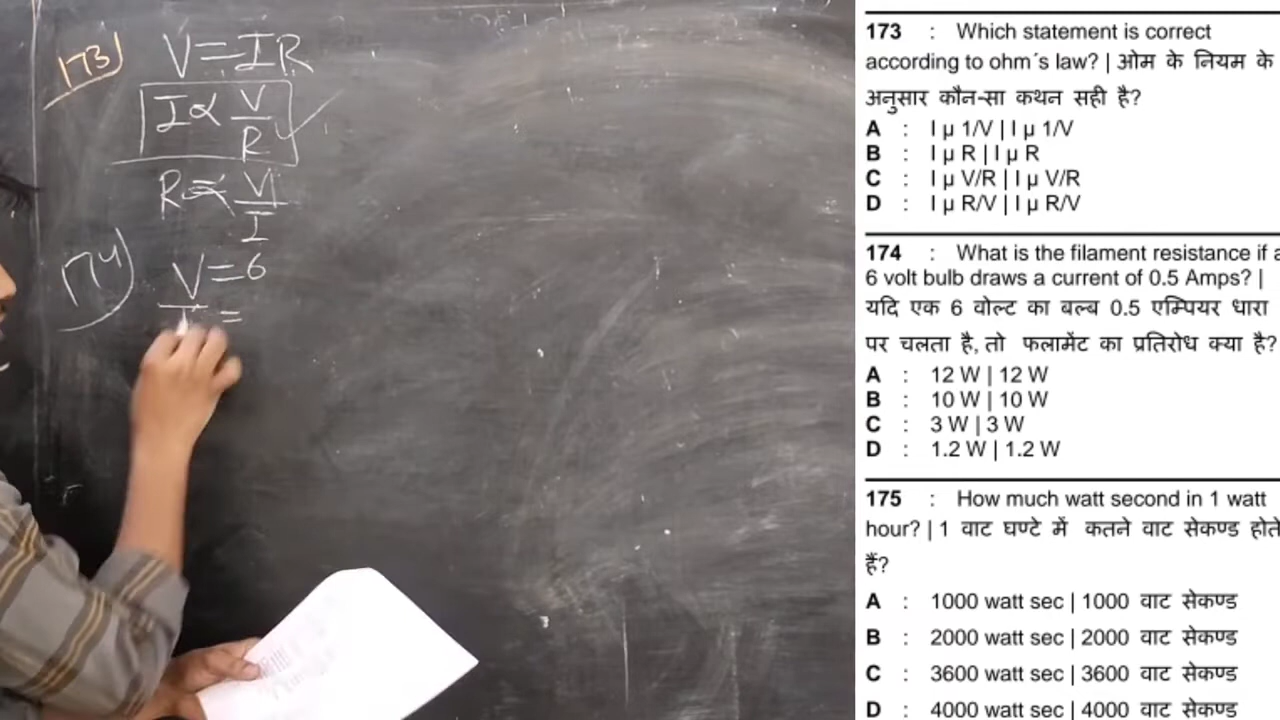 173)
V = IR
I ∝ V/R
R = V/I
174)
V = 6
I =
173 : Which statement is correct
according to ohm´s law? | ओम के नियम के
अनुसार कौन-सा कथन सही है?
A : I µ 1/V | I µ 1/V
B : I µ R | I µ R
C : I µ V/R | I µ V/R
D : I µ R/V | I µ R/V
174 : What is the filament resistance if a
6 volt bulb draws a current of 0.5 Amps? |
यदि एक 6 वोल्ट का बल्ब 0.5 एम्पियर धारा
पर चलता है, तो फलामेंट का प्रतिरोध क्या है?
A : 12 W | 12 W
B : 10 W | 10 W
C : 3 W | 3 W
D : 1.2 W | 1.2 W
175 : How much watt second in 1 watt
hour? | 1 वाट घण्टे में कतने वाट सेकण्ड होते
हैं?
A : 1000 watt sec | 1000 वाट सेकण्ड
B : 2000 watt sec | 2000 वाट सेकण्ड
C : 3600 watt sec | 3600 वाट सेकण्ड
D : 4000 watt sec | 4000 वाट सेकण्ड